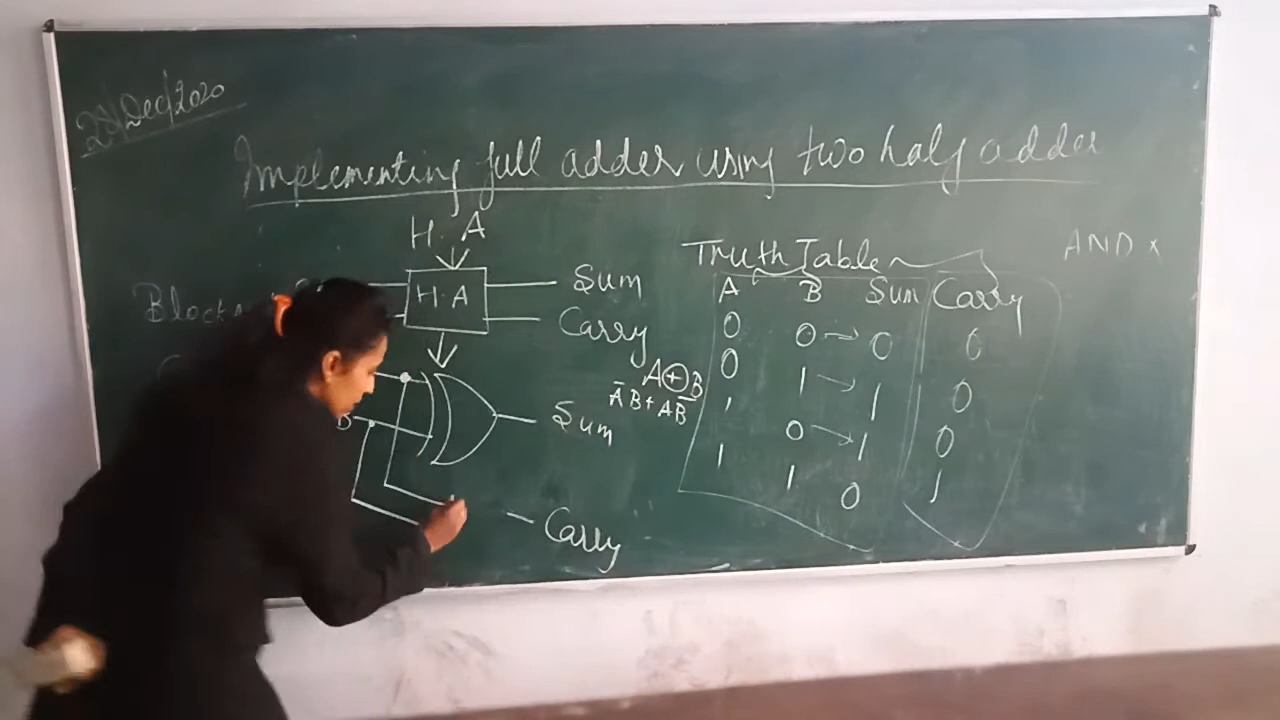 28/Dec/2020
Implementing full adder using two half adder
H. A
H.A
Sum
Carry
A⊕B
A̅B+AB̅
B
Sum
Carry
Truth Table
A B Sum Carry
0 0 → 0 0
0 1 → 1 0
1 0 → 1 0
1 1 0 1
AND